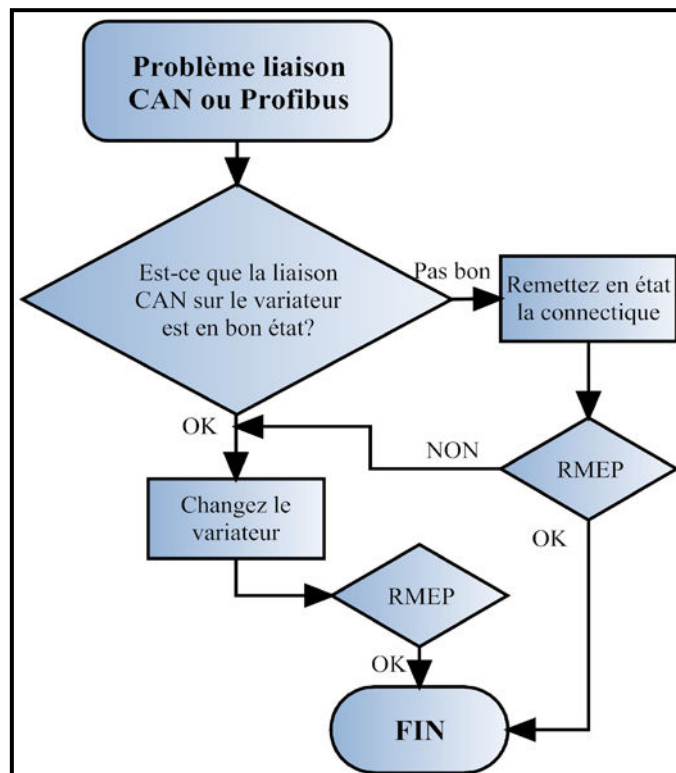 Problème liaison
CAN ou Profibus
Est-ce que la liaison
CAN sur le variateur
est en bon état?
Pas bon
Remettez en état
la connectique
OK
NON
RMEP
OK
Changez le
variateur
RMEP
OK
FIN